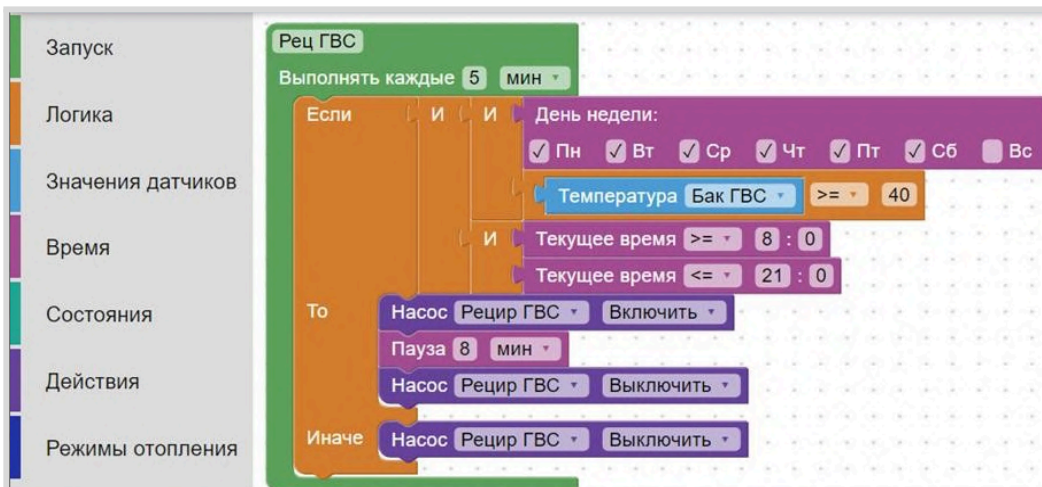 Запуск
Логика
Значения датчиков
Время
Состояния
Действия
Режимы отопления
Рец ГВС
Выполнять каждые 5 мин
Если И И День недели:
Пн Вт Ср Чт Пт Сб Вс
Температура Бак ГВС >= 40
И Текущее время >= 8 : 0
Текущее время <= 21 : 0
То Насос Рецир ГВС Включить
Пауза 8 мин
Насос Рецир ГВС Выключить
Иначе Насос Рецир ГВС Выключить